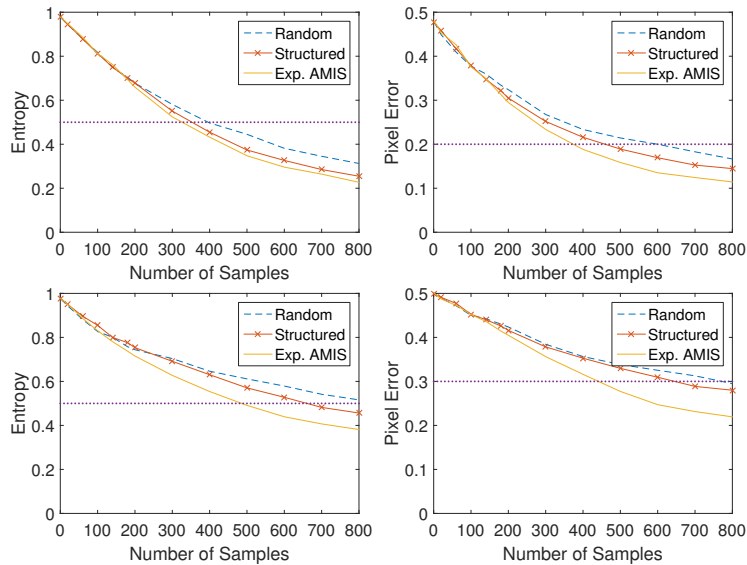 1
0.8
0.6
0.4
0.2
0
Entropy
0 100 200 300 400 500 600 700 800
Number of Samples
Random
Structured
Exp. AMIS
0.5
0.4
0.3
0.2
0.1
0
Pixel Error
0 100 200 300 400 500 600 700 800
Number of Samples
Random
Structured
Exp. AMIS
1
0.8
0.6
0.4
0.2
0
Entropy
0 100 200 300 400 500 600 700 800
Number of Samples
Random
Structured
Exp. AMIS
0.5
0.4
0.3
0.2
0.1
0
Pixel Error
0 100 200 300 400 500 600 700 800
Number of Samples
Random
Structured
Exp. AMIS